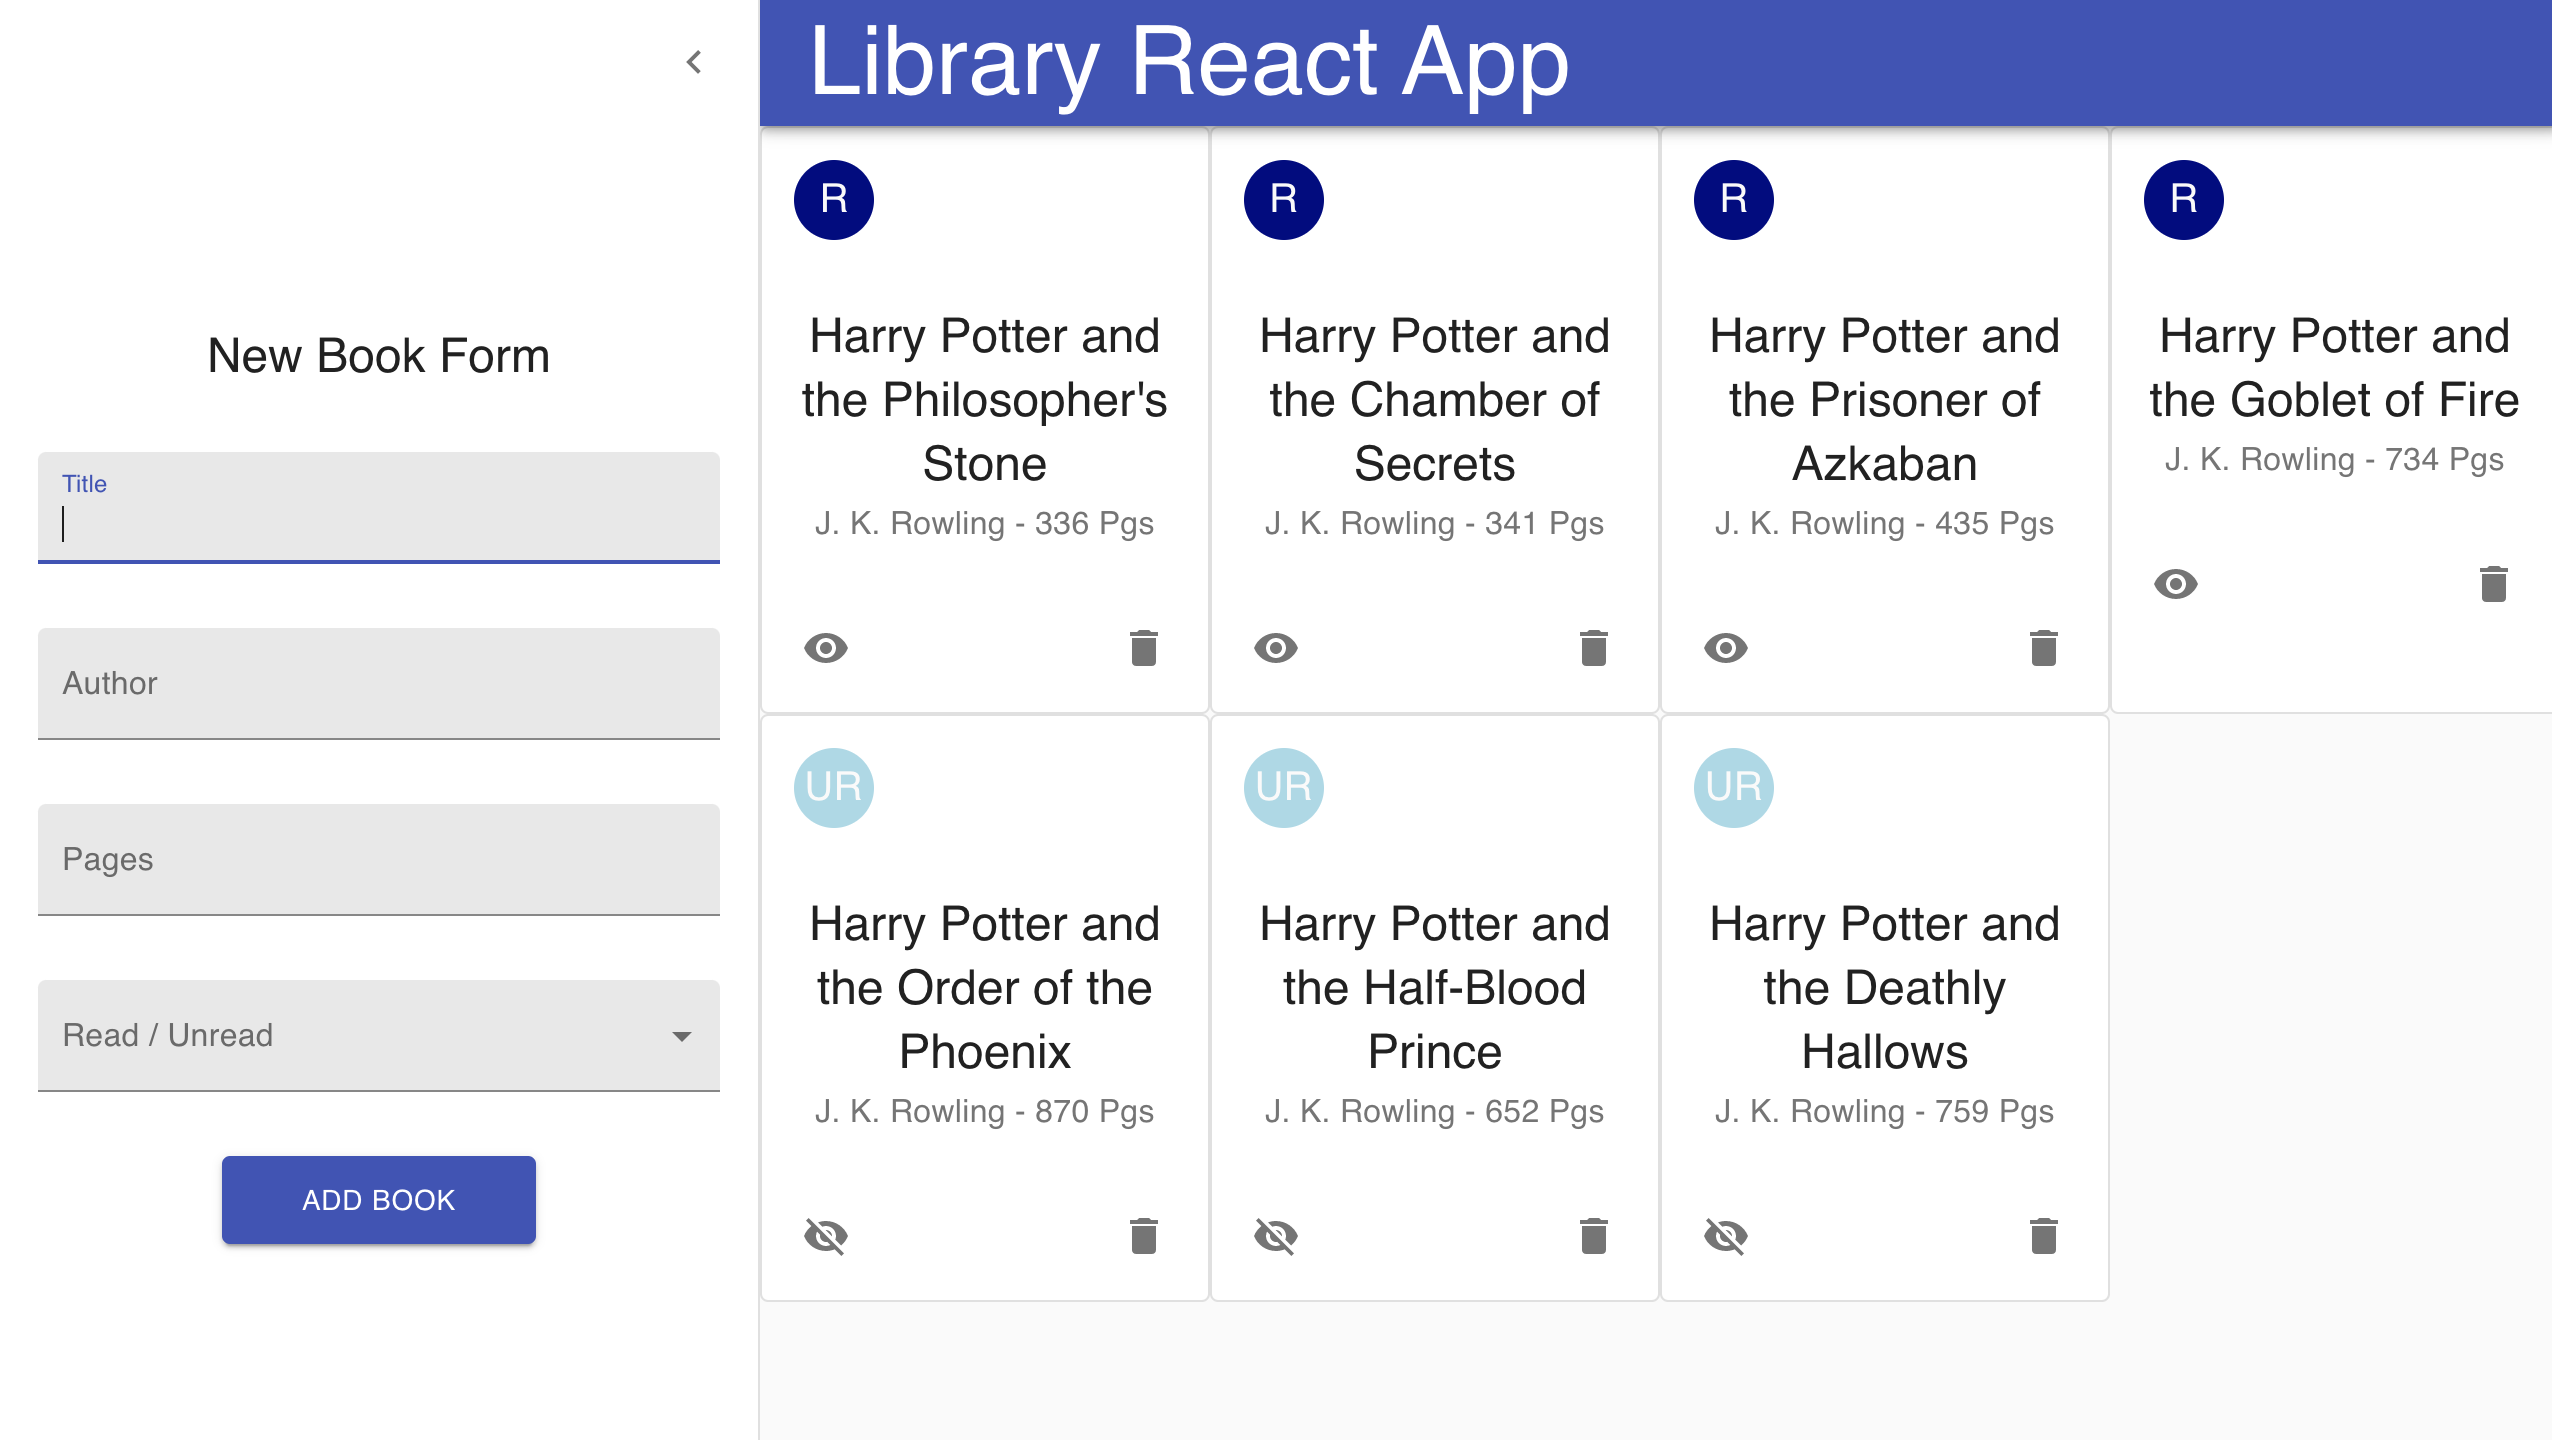 Library React App
New Book Form
Title
Author
Pages
Read / Unread
ADD BOOK
R
Harry Potter and
the Philosopher's
Stone
J. K. Rowling - 336 Pgs
R
Harry Potter and
the Chamber of
Secrets
J. K. Rowling - 341 Pgs
R
Harry Potter and
the Prisoner of
Azkaban
J. K. Rowling - 435 Pgs
R
Harry Potter and
the Goblet of Fire
J. K. Rowling - 734 Pgs
UR
Harry Potter and
the Order of the
Phoenix
J. K. Rowling - 870 Pgs
UR
Harry Potter and
the Half-Blood
Prince
J. K. Rowling - 652 Pgs
UR
Harry Potter and
the Deathly
Hallows
J. K. Rowling - 759 Pgs